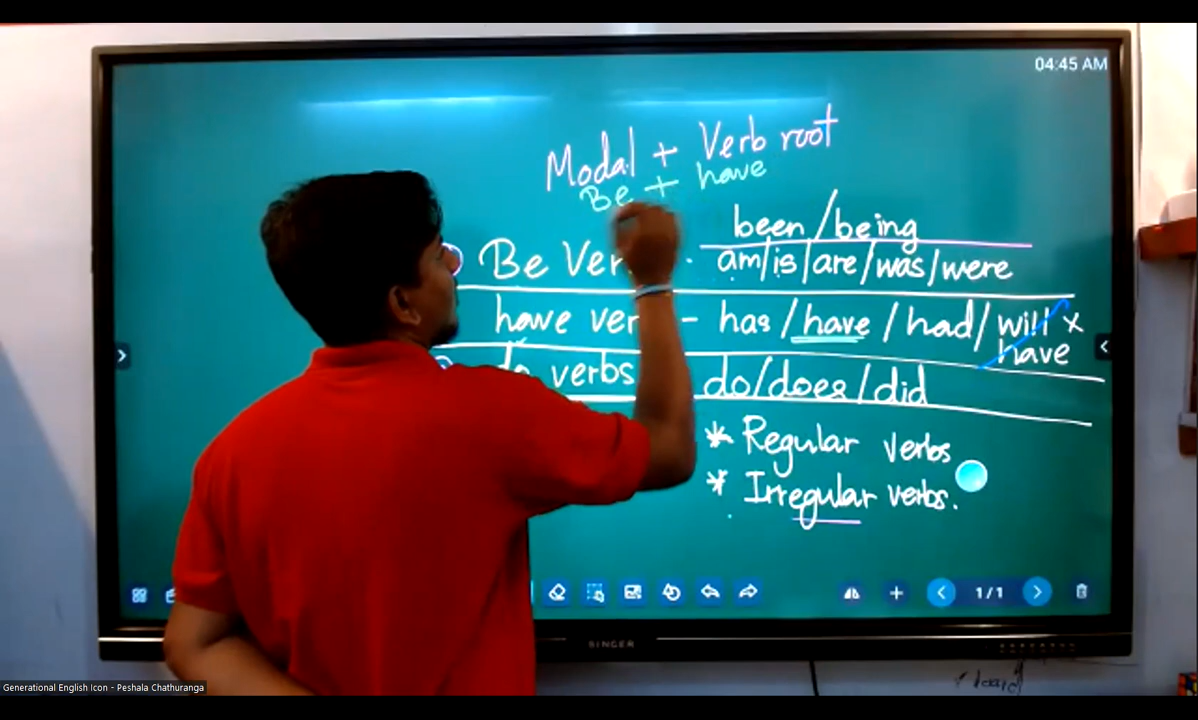 04:45 AM
Modal + Verb root
Be + have
been/being
Be Ver - am/is/are/was/were
have ver - has/have/had/will x
have
do verbs do/does/did
* Regular verbs
* Irregular verbs.
1/1
SINGER
Generational English Icon - Peshala Chathuranga